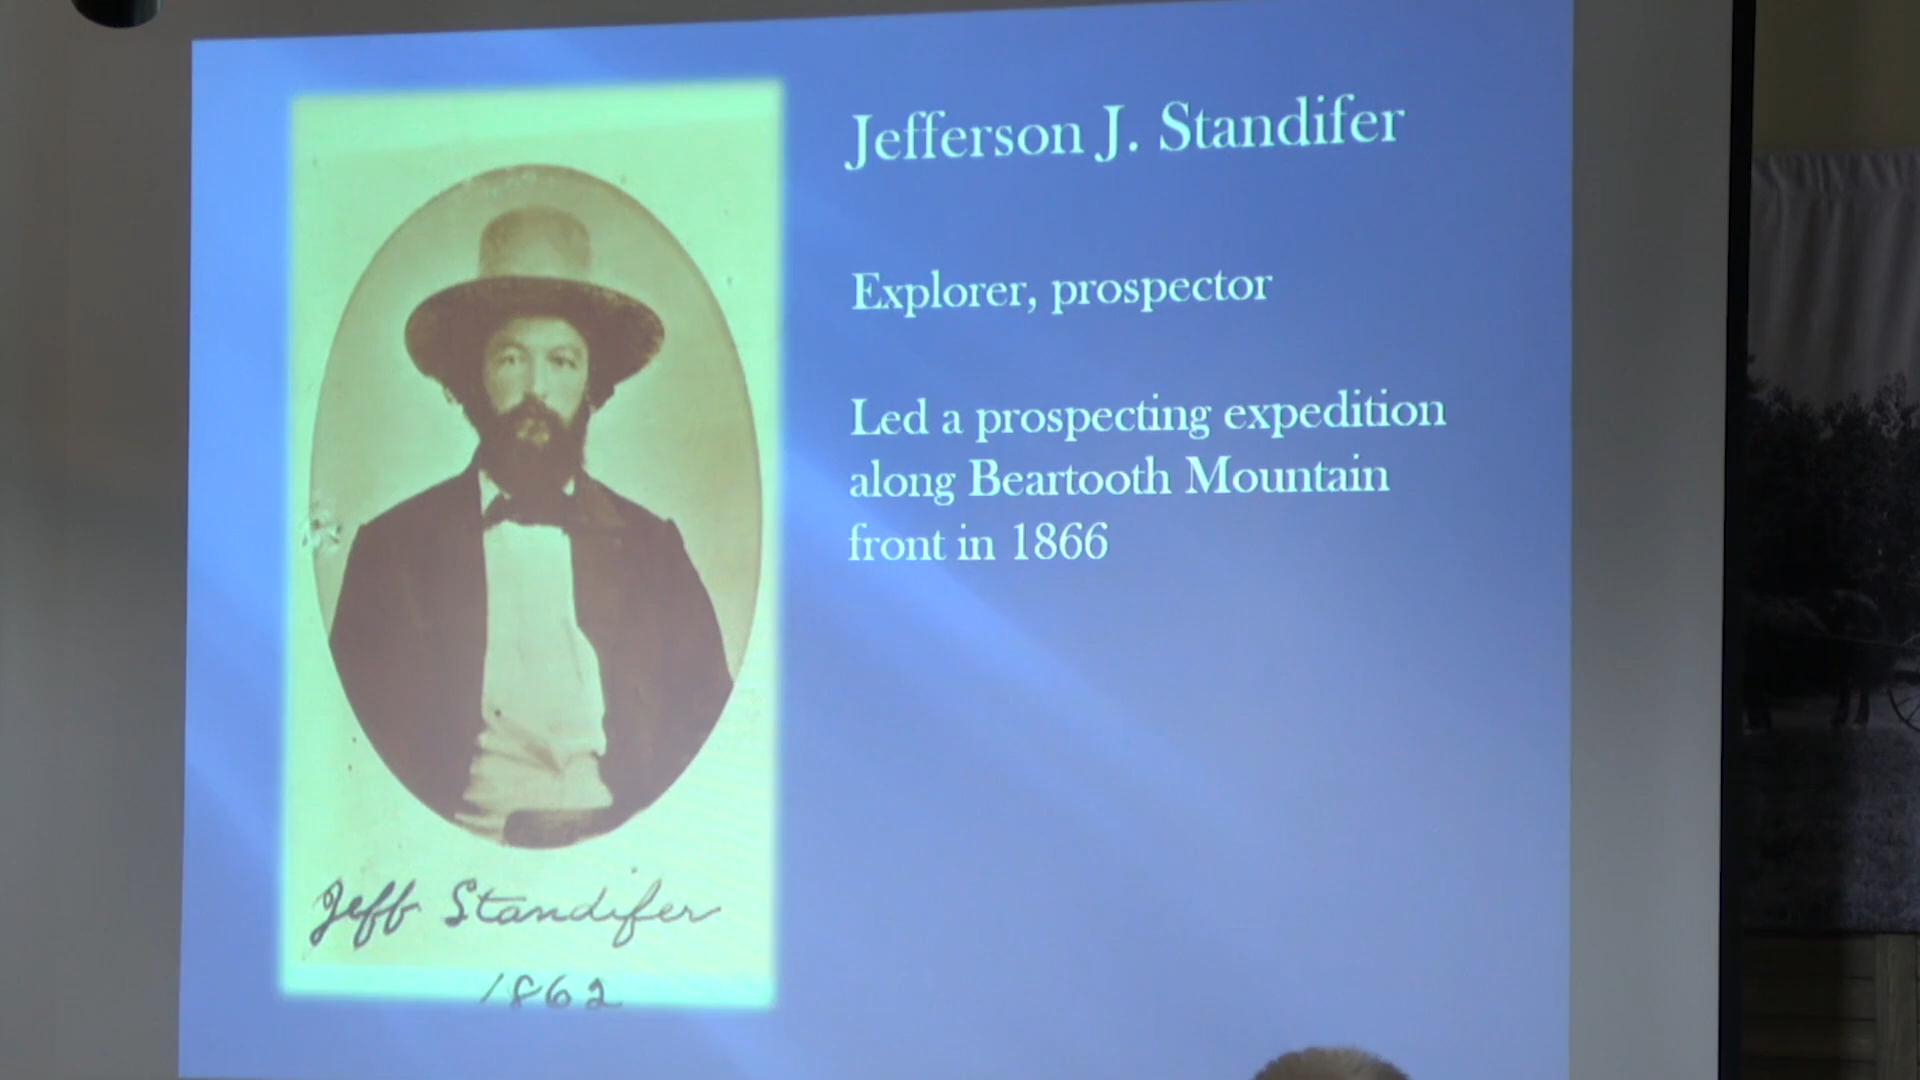 Jefferson J. Standifer
Explorer, prospector
Led a prospecting expedition
along Beartooth Mountain
front in 1866
Jeff Standifer
1862